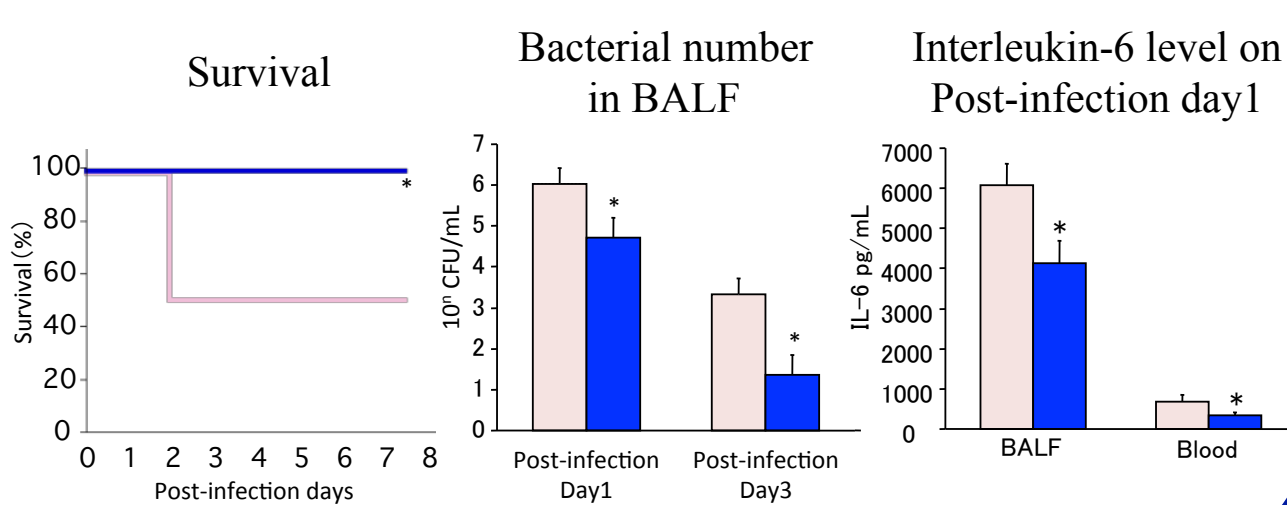 Survival
Survival(%)
100
80
60
40
20
0
*
0 1 2 3 4 5 6 7 8
Post-infection days
Bacterial number
in BALF
10ⁿ CFU/mL
7
6
5
4
3
2
1
0
*
*
Post-infection
Day1
Post-infection
Day3
Interleukin-6 level on
Post-infection day1
IL-6 pg/mL
7000
6000
5000
4000
3000
2000
1000
0
*
*
BALF
Blood